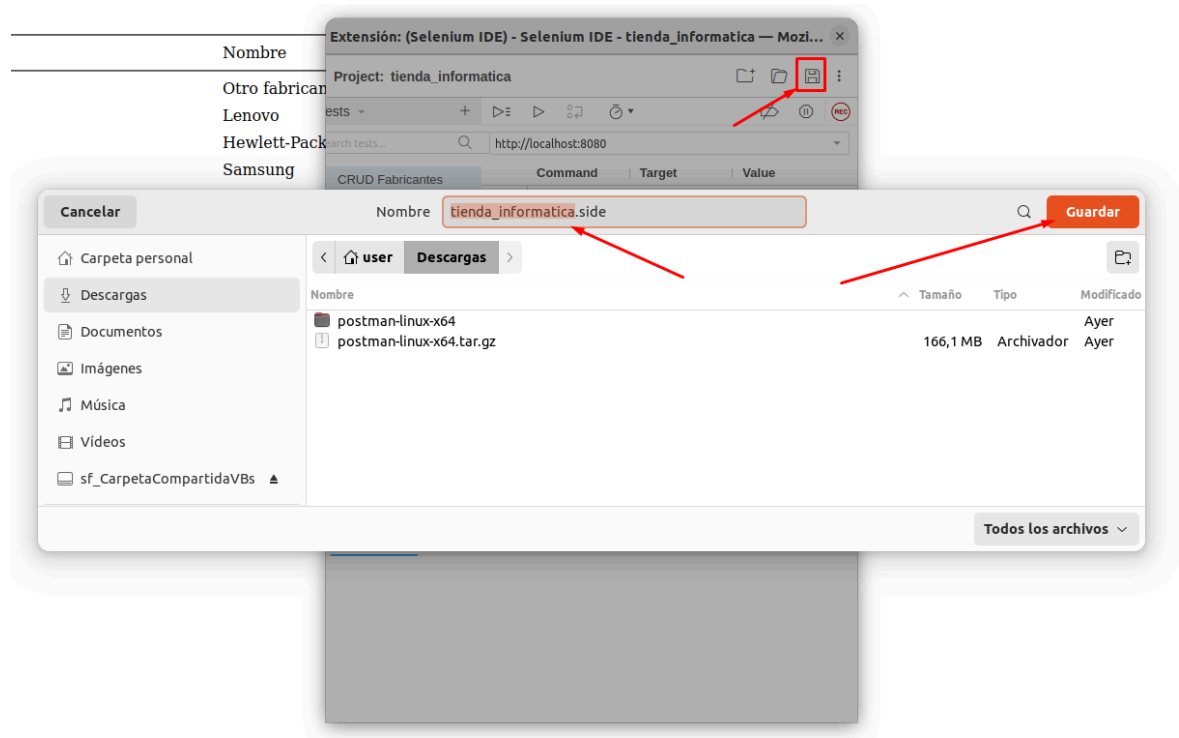 Extensión: (Selenium IDE) - Selenium IDE - tienda_informatica — Mozi...
Nombre
Project: tienda_informatica
Otro fabrican
ests
REC
Lenovo
Hewlett-Pack
earch tests...
http://localhost:8080
Samsung
CRUD Fabricantes
Command
Target
Value
Cancelar
Nombre
tienda_informatica.side
Guardar
Carpeta personal
Descargas
Documentos
Imágenes
Música
Vídeos
sf_CarpetaCompartidaVBs
user
Descargas
Nombre Tamaño Tipo Modificado
postman-linux-x64 Ayer
postman-linux-x64.tar.gz 166,1 MB Archivador Ayer
Todos los archivos